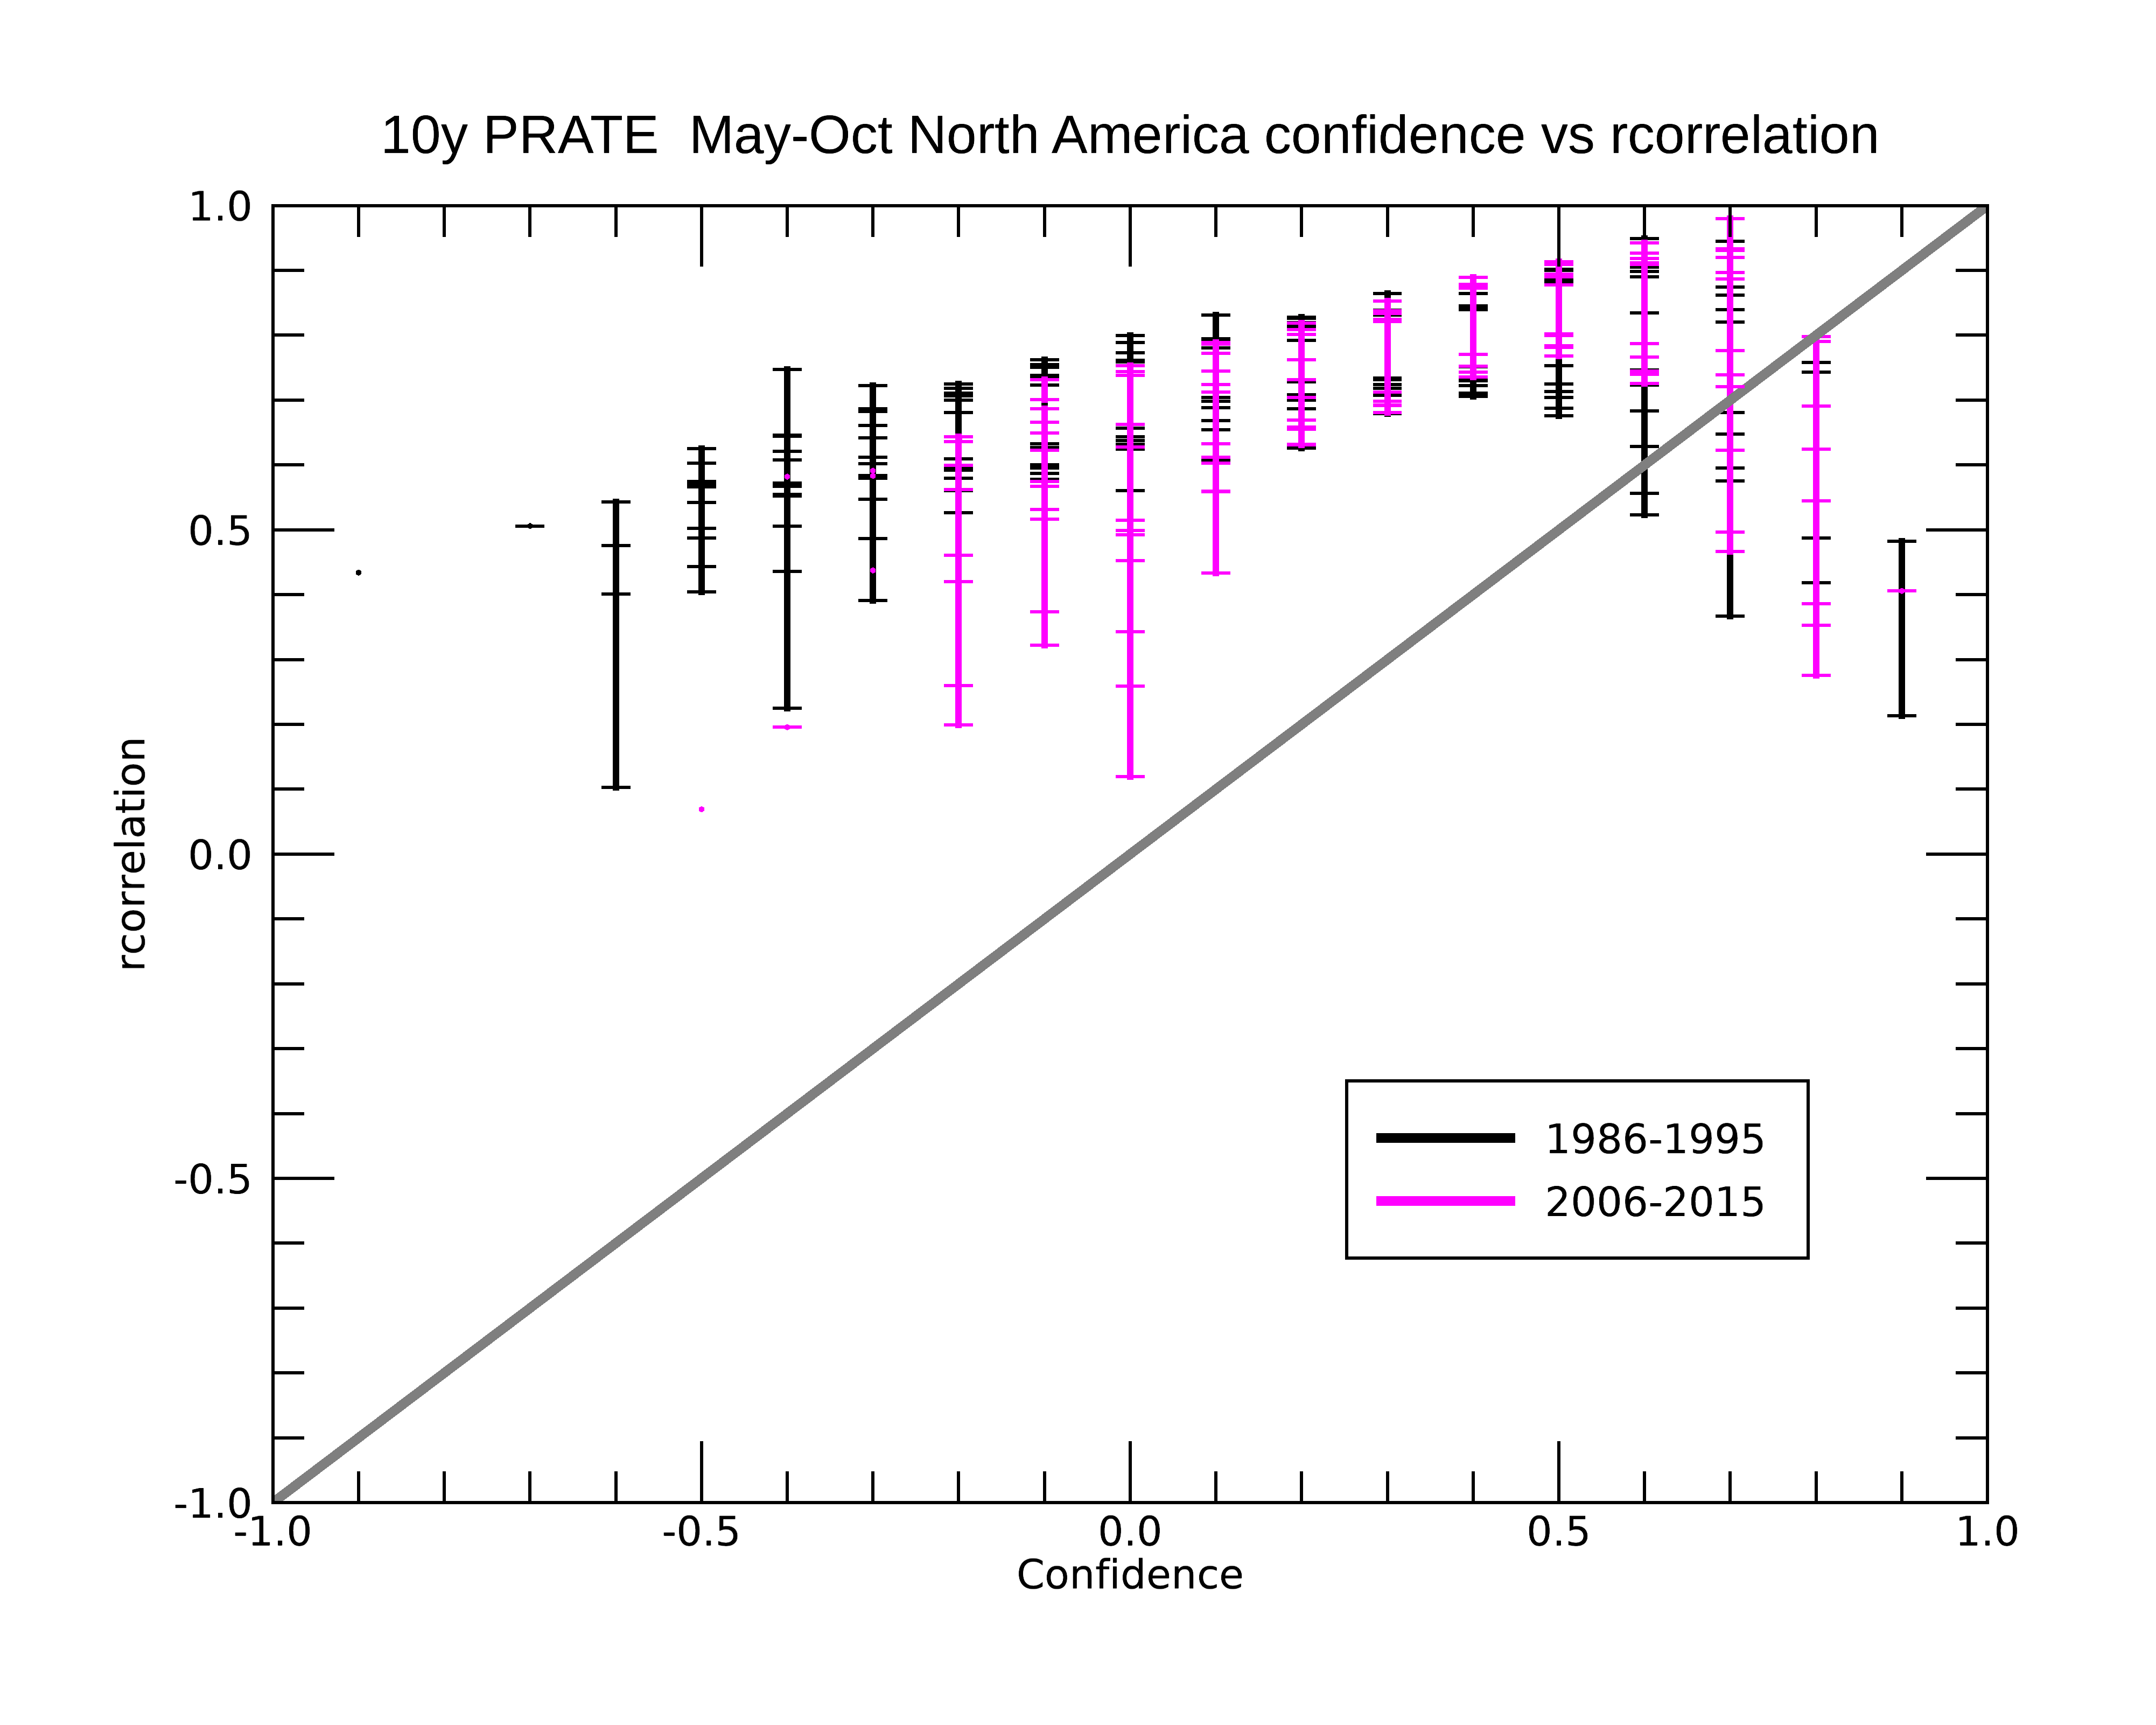 10y PRATE  May-Oct North America confidence vs rcorrelation
1.0
0.5
0.0
-0.5
-1.0
rcorrelation
1986-1995
2006-2015
-1.0 -0.5 0.0 0.5 1.0
Confidence